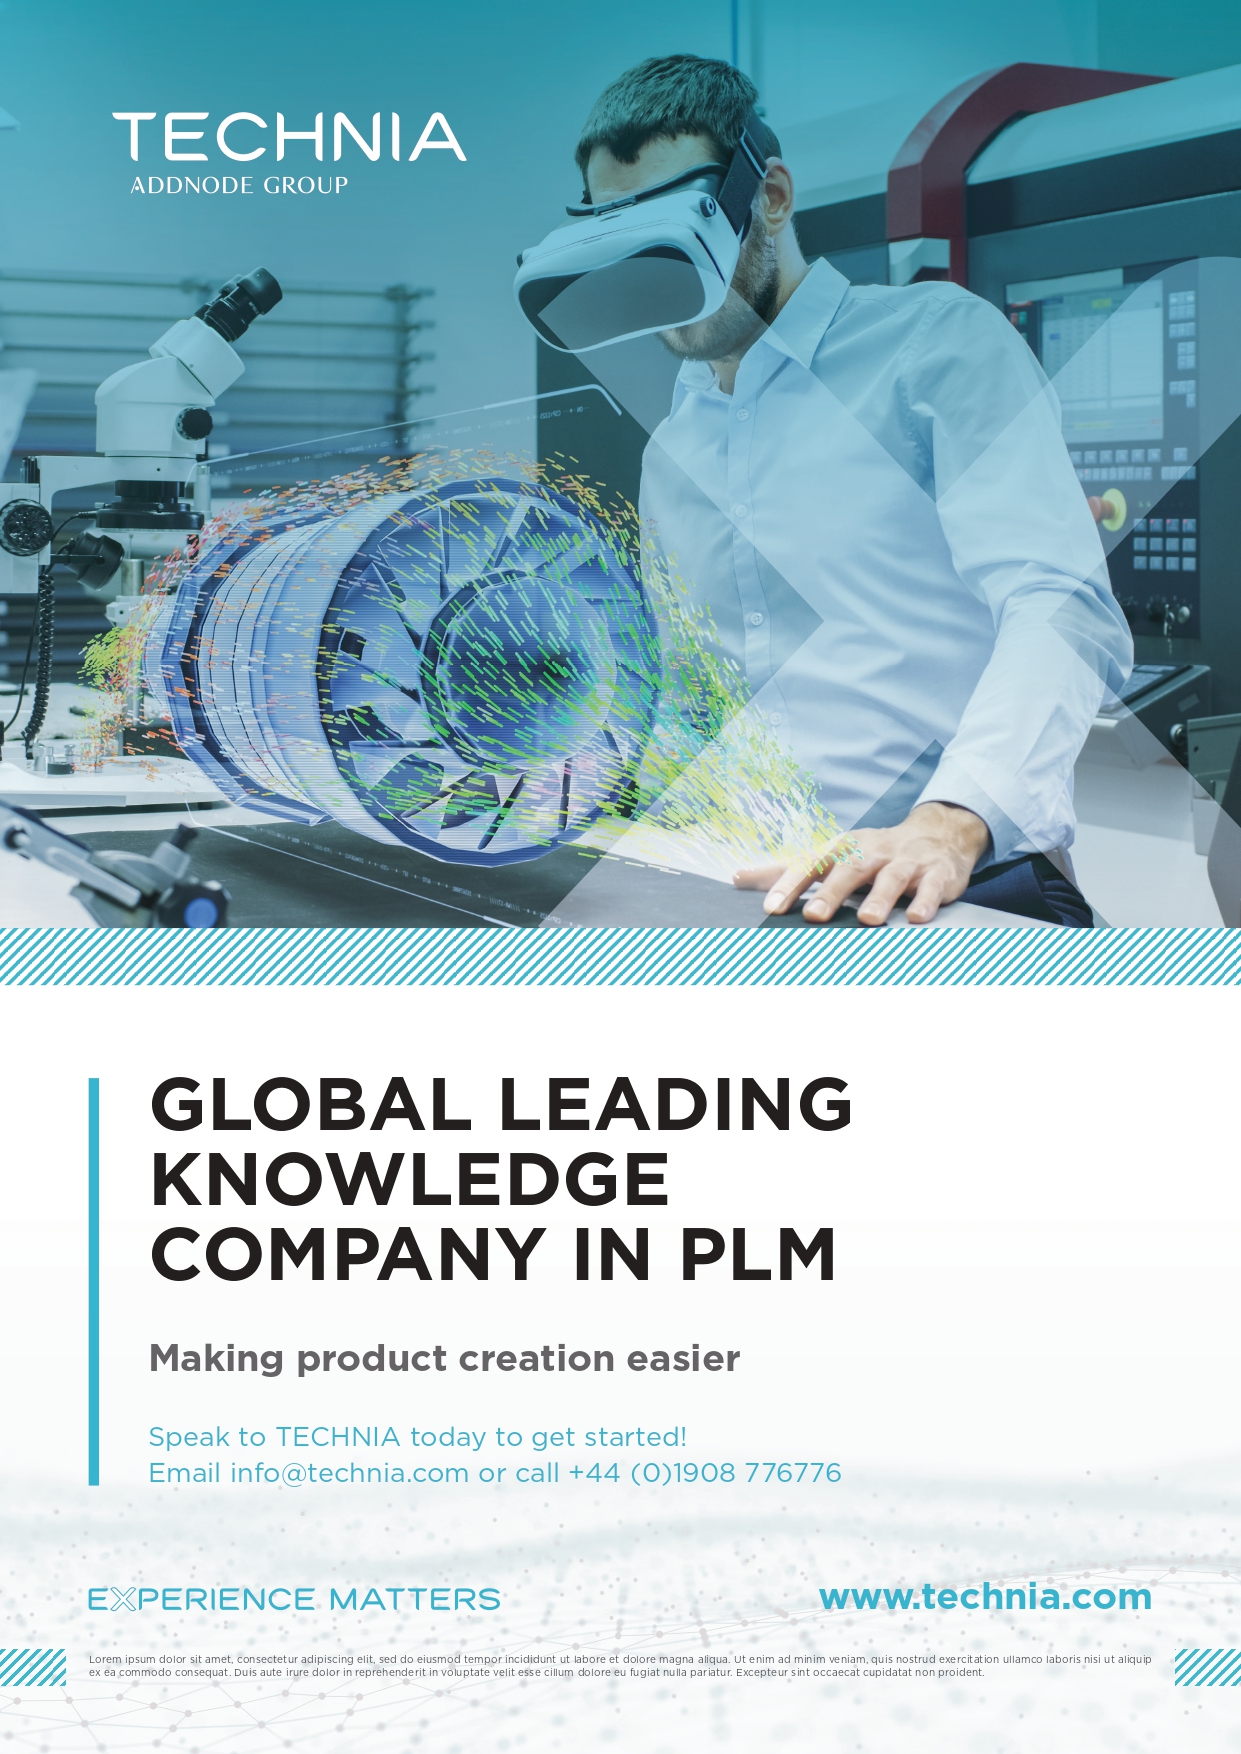 TECHNIA
ADDNODE GROUP
GLOBAL LEADING
KNOWLEDGE
COMPANY IN PLM
Making product creation easier
Speak to TECHNIA today to get started!
Email info@technia.com or call +44 (0)1908 776776
EXPERIENCE MATTERS
www.technia.com
Lorem ipsum dolor sit amet, consectetur adipiscing elit, sed do eiusmod tempor incididunt ut labore et dolore magna aliqua. Ut enim ad minim veniam, quis nostrud exercitation ullamco laboris nisi ut aliquip
ex ea commodo consequat. Duis aute irure dolor in reprehenderit in voluptate velit esse cillum dolore eu fugiat nulla pariatur. Excepteur sint occaecat cupidatat non proident.